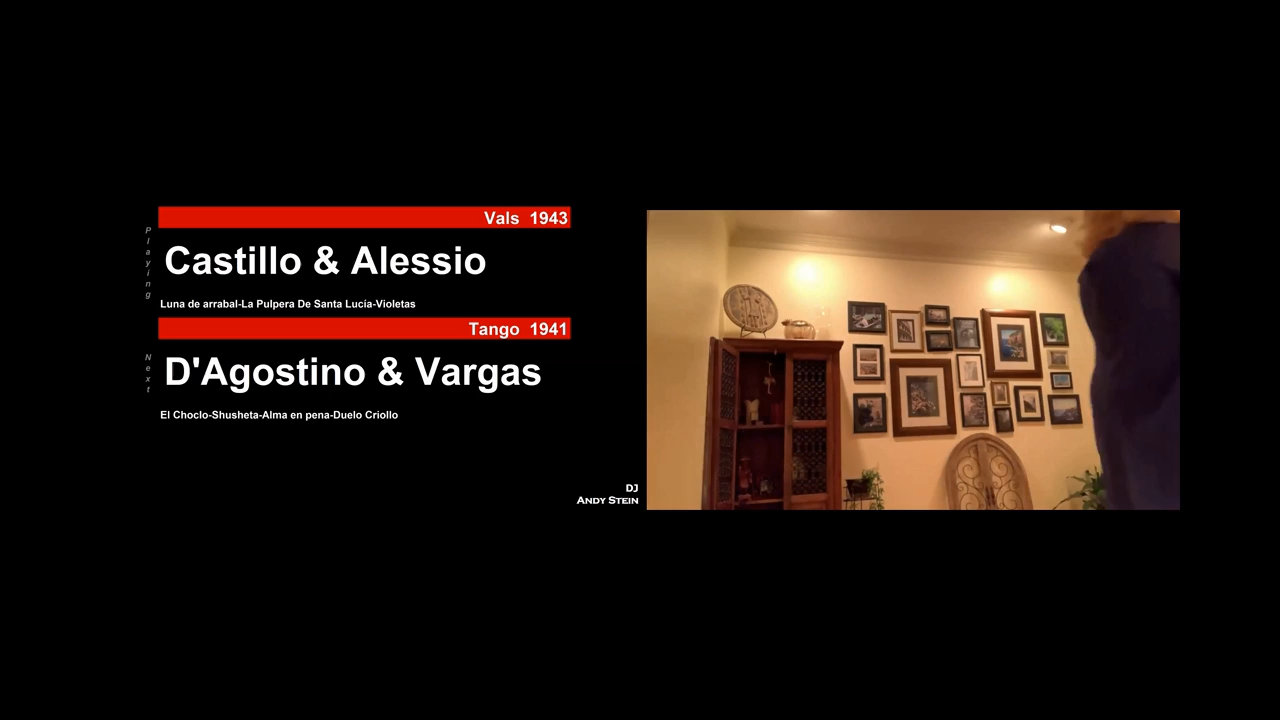 Vals 1943
Playing
Castillo & Alessio
Luna de arrabal-La Pulpera De Santa Lucía-Violetas
Tango 1941
Next
D'Agostino & Vargas
El Choclo-Shusheta-Alma en pena-Duelo Criollo
DJ
Andy Stein